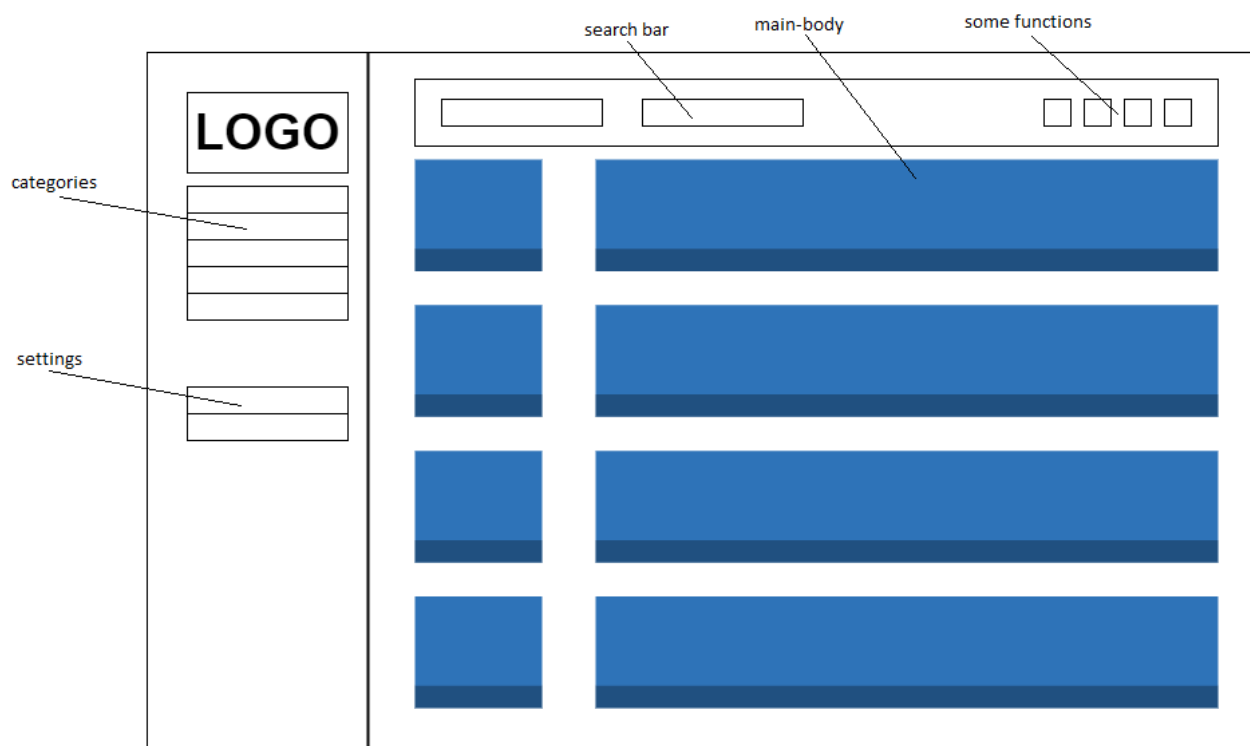 search bar
main-body
some functions
LOGO
categories
settings